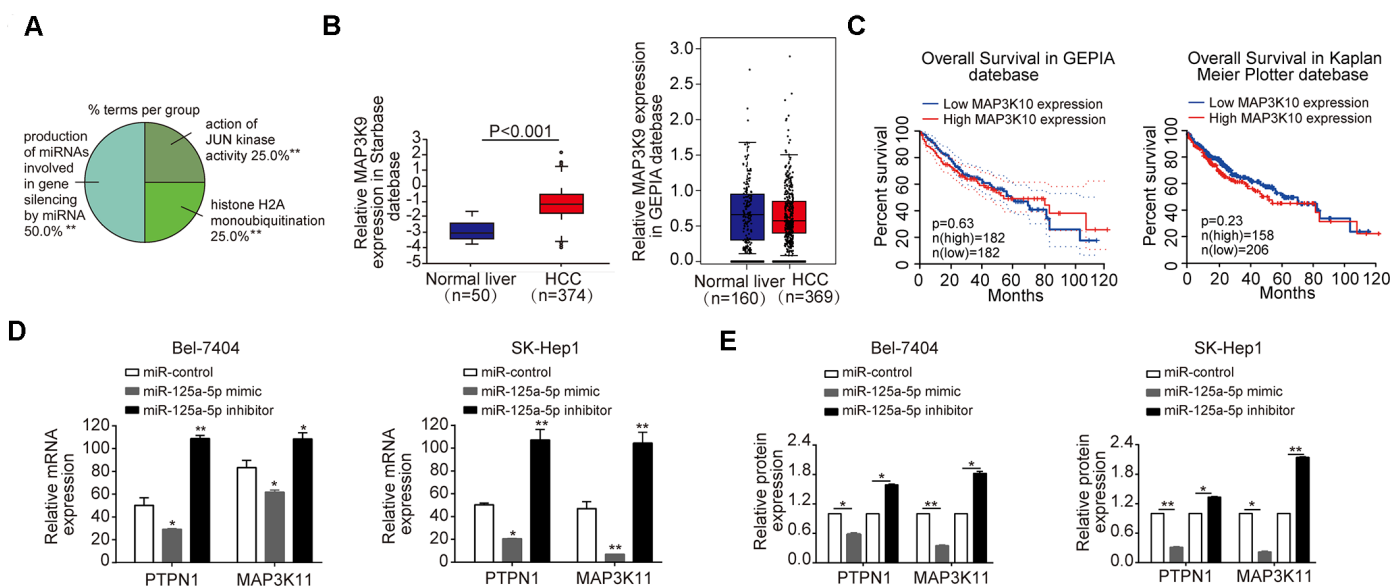 A
% terms per group
production
of miRNAs
involved
in gene
silencing
by miRNA
50.0% **
action of
JUN kinase
activity 25.0%**
histone H2A
monoubiquitination
25.0%**
B
Relative MAP3K9
expression in Starbase
datebase
P<0.001
3
2
1
0
-1
-2
-3
-4
-5
Normal liver
(n=50)
HCC
(n=374)
Relative MAP3K9 expression
in GEPIA datebase
3.0
2.5
2.0
1.5
1.0
0.5
0.0
Normal liver
(n=160)
HCC
(n=369)
C
Overall Survival in GEPIA
datebase
Low MAP3K10 expression
High MAP3K10 expression
Percent survival
100
80
60
40
20
0
p=0.63
n(high)=182
n(low)=182
0 20 40 60 80 100 120
Months
Overall Survival in Kaplan
Meier Plotter datebase
Low MAP3K10 expression
High MAP3K10 expression
Percent survival
100
80
60
40
20
0
p=0.23
n(high)=158
n(low)=206
0 20 40 60 80 100 120
Months
D
Bel-7404
miR-control
miR-125a-5p mimic
miR-125a-5p inhibitor
Relative mRNA
expression
120
100
80
60
40
20
0
* ** * *
PTPN1 MAP3K11
SK-Hep1
miR-control
miR-125a-5p mimic
miR-125a-5p inhibitor
Relative mRNA
expression
120
100
80
60
40
20
0
* ** ** **
PTPN1 MAP3K11
E
Bel-7404
miR-control
miR-125a-5p mimic
miR-125a-5p inhibitor
Relative protein
expression
2.4
1.8
1.2
0.6
0.0
* * ** *
PTPN1 MAP3K11
SK-Hep1
miR-control
miR-125a-5p mimic
miR-125a-5p inhibitor
Relative protein
expression
2.4
1.8
1.2
0.6
0.0
** * * **
PTPN1 MAP3K11